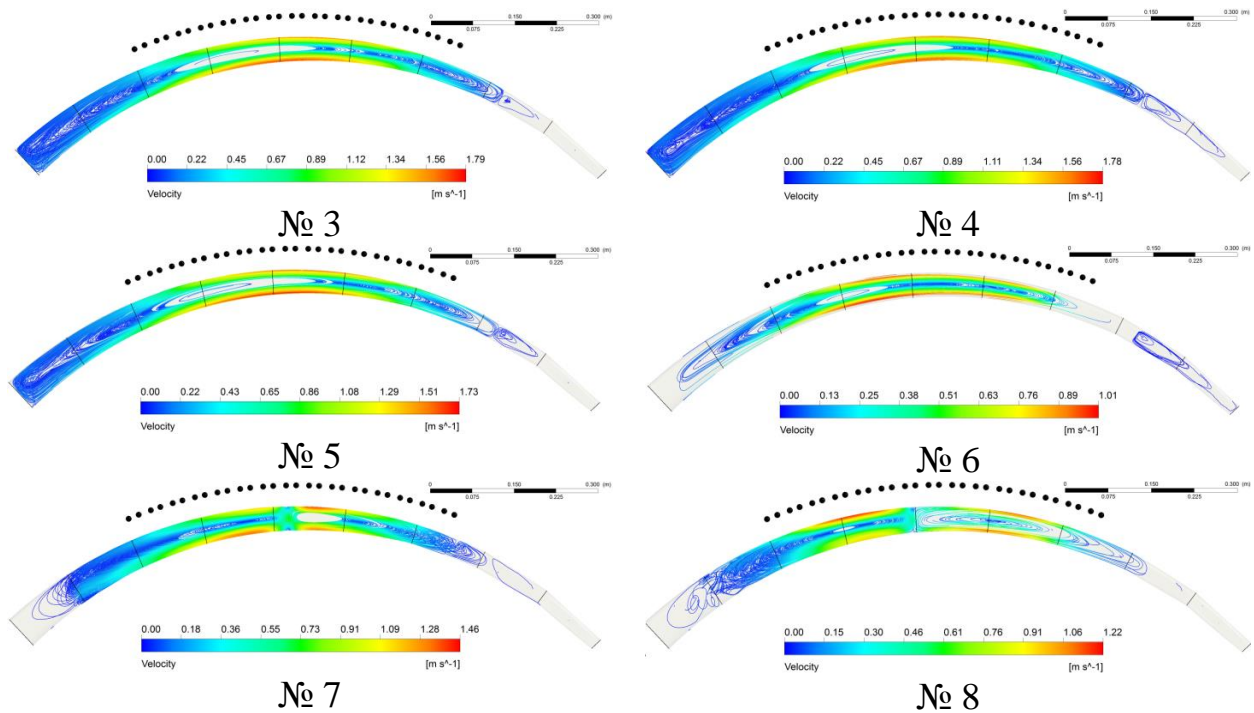 0 0.150 0.300 (m)
0.075 0.225
0.00 0.22 0.45 0.67 0.89 1.12 1.34 1.56 1.79
Velocity [m s^-1]
№ 3
0 0.150 0.300 (m)
0.075 0.225
0.00 0.22 0.45 0.67 0.89 1.11 1.34 1.56 1.78
Velocity [m s^-1]
№ 4
0 0.150 0.300 (m)
0.075 0.225
0.00 0.22 0.43 0.65 0.86 1.08 1.29 1.51 1.73
Velocity [m s^-1]
№ 5
0 0.150 0.300 (m)
0.075 0.225
0.00 0.13 0.25 0.38 0.51 0.63 0.76 0.89 1.01
Velocity [m s^-1]
№ 6
0 0.150 0.300 (m)
0.075 0.225
0.00 0.18 0.36 0.55 0.73 0.91 1.09 1.28 1.46
Velocity [m s^-1]
№ 7
0 0.150 0.300 (m)
0.075 0.225
0.00 0.15 0.30 0.46 0.61 0.76 0.91 1.06 1.22
Velocity [m s^-1]
№ 8